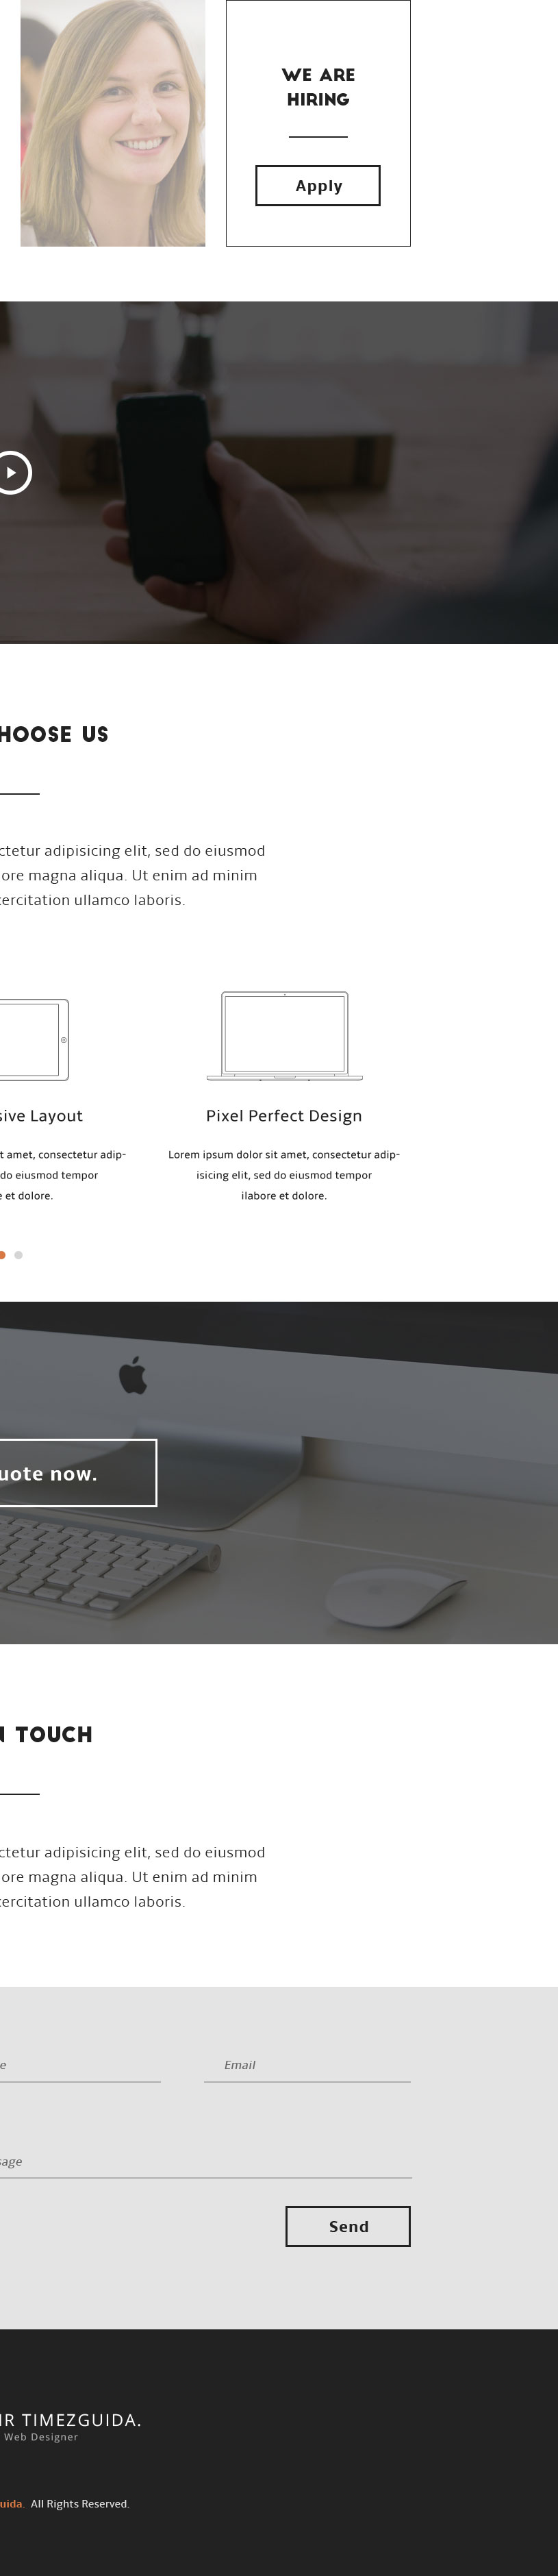 WE ARE
HIRING
Apply
HOOSE US
ctetur adipisicing elit, sed do eiusmod
ore magna aliqua. Ut enim ad minim
ercitation ullamco laboris.
sive Layout
t amet, consectetur adip-
do eiusmod tempor
e et dolore.
Pixel Perfect Design
Lorem ipsum dolor sit amet, consectetur adip-
isicing elit, sed do eiusmod tempor
ilabore et dolore.
uote now.
N TOUCH
ctetur adipisicing elit, sed do eiusmod
ore magna aliqua. Ut enim ad minim
ercitation ullamco laboris.
e
Email
sage
Send
IR TIMEZGUIDA.
Web Designer
uida. All Rights Reserved.